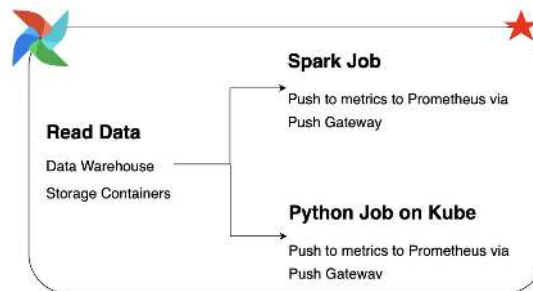 Spark Job
Push to metrics to Prometheus via
Push Gateway
Read Data
Data Warehouse
Storage Containers
Python Job on Kube
Push to metrics to Prometheus via
Push Gateway